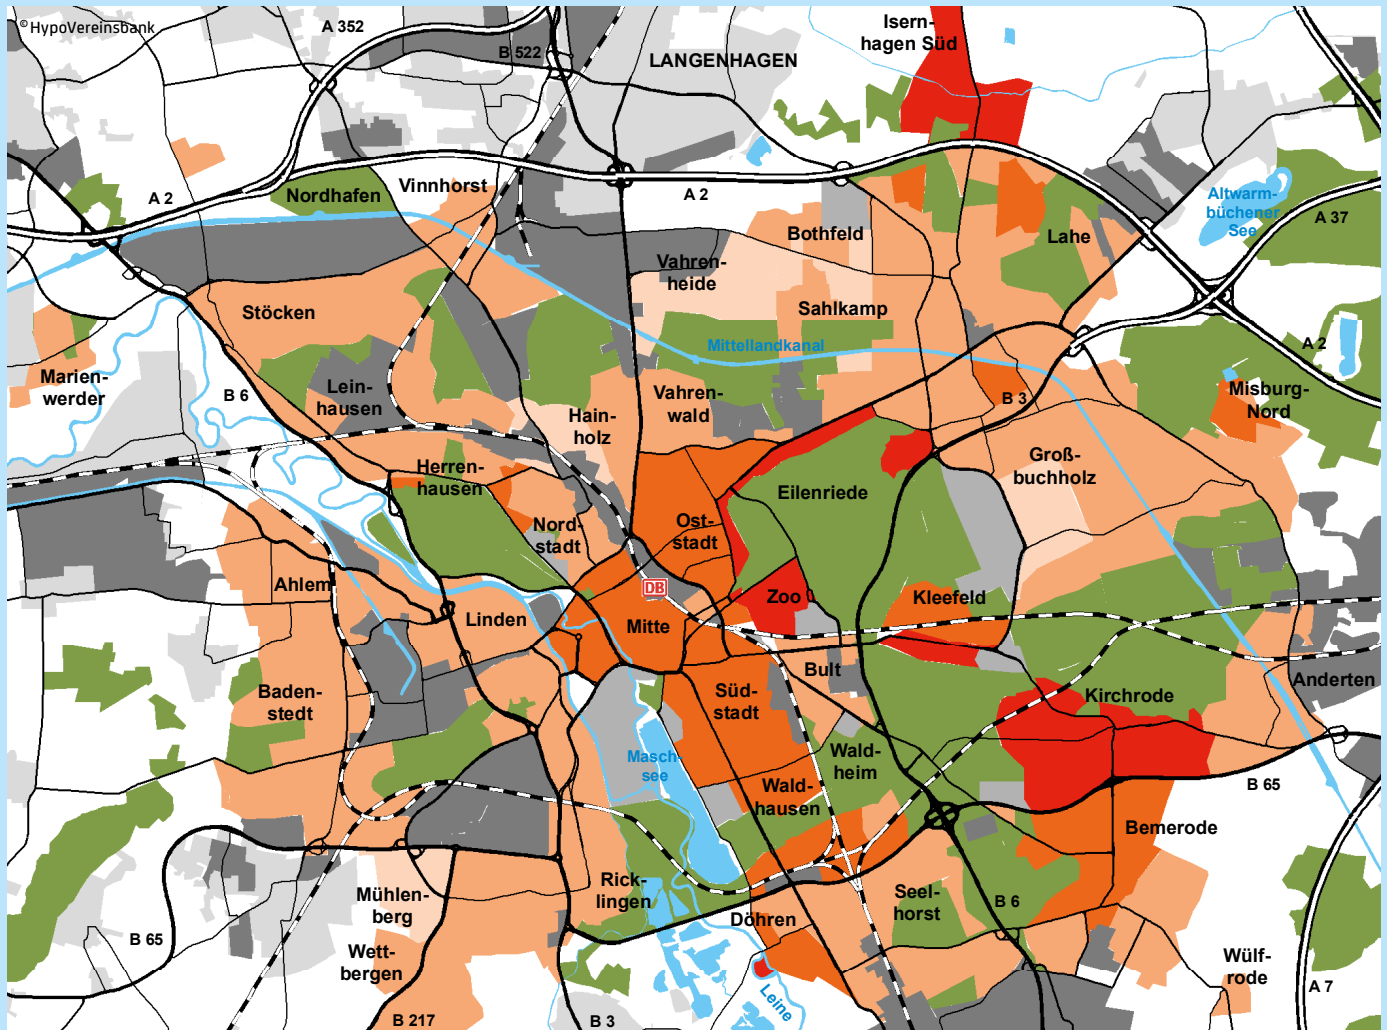 © HypoVereinsbank
A 352
B 522
LANGENHAGEN
Isern-
hagen Süd
A 2
Nordhafen
Vinnhorst
A 2
Altwarm-
büchener
See
A 37
Bothfeld
Lahe
Vahren-
heide
Stöcken
Sahlkamp
Mittellandkanal
A 2
Marien-
werder
B 6
Lein-
hausen
Hain-
holz
Vahren-
wald
B 3
Misburg-
Nord
Herren-
hausen
Groß-
buchholz
Eilenriede
Nord-
stadt
Ost-
stadt
Ahlem
DB
Zoo
Kleefeld
Linden
Mitte
Bult
Baden-
stedt
Süd-
stadt
Kirchrode
Anderten
Masch-
see
Wald-
heim
Wald-
hausen
B 65
Bemerode
Mühlen-
berg
Rick-
lingen
Döhren
Seel-
horst
B 6
B 65
Wett-
bergen
Wülf-
rode
Leine
A 7
B 217
B 3